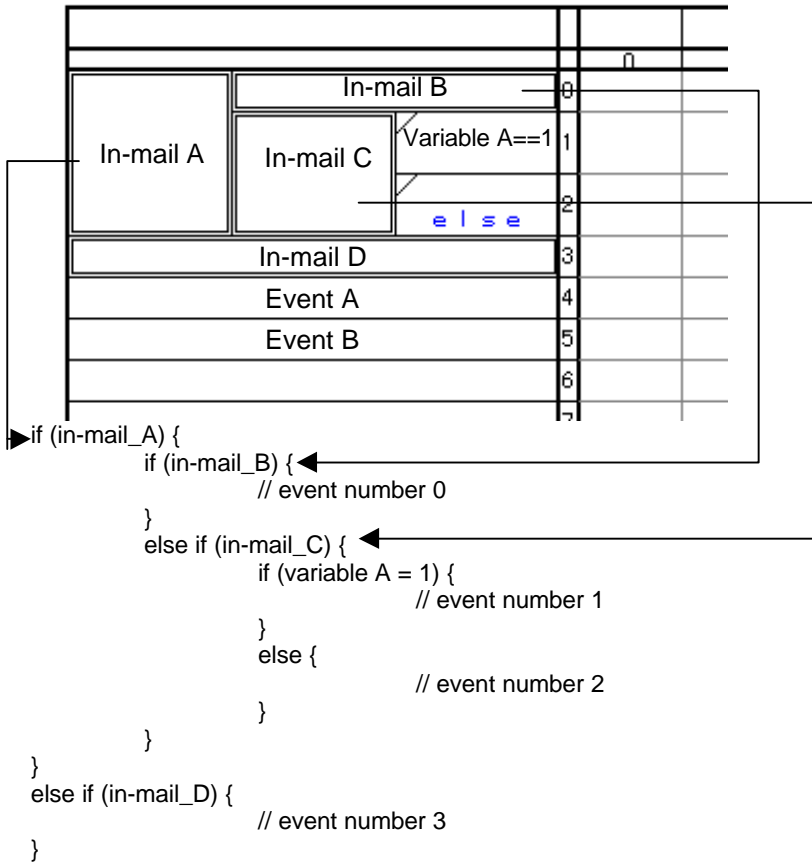 0
In-mail B 0
In-mail A In-mail C Variable A==1 1
else 2
In-mail D 3
Event A 4
Event B 5
6
7
if (in-mail_A) {
if (in-mail_B) {
// event number 0
}
else if (in-mail_C) {
if (variable A = 1) {
// event number 1
}
else {
// event number 2
}
}
}
else if (in-mail_D) {
// event number 3
}